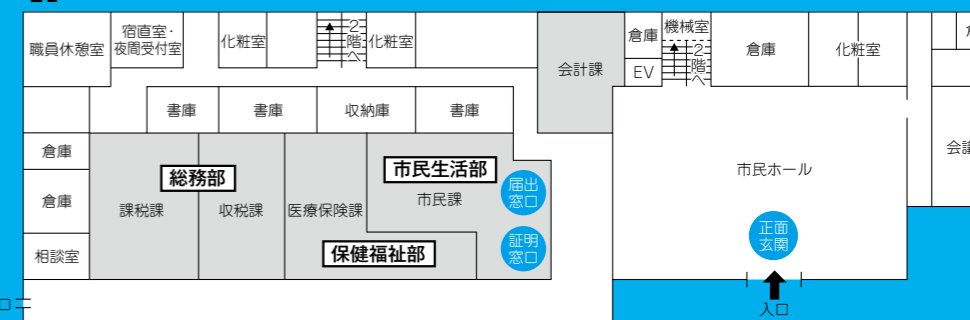 職員休憩室
宿直室・
夜間受付室
化粧室
2階へ
化粧室
会計課
倉庫
EV
機械室
2階へ
倉庫
化粧室
書庫
書庫
収納庫
書庫
倉庫
倉庫
相談室
総務部
課税課
収税課
医療保険課
保健福祉部
市民生活部
市民課
届出
窓口
証明
窓口
市民ホール
正面
玄関
入口